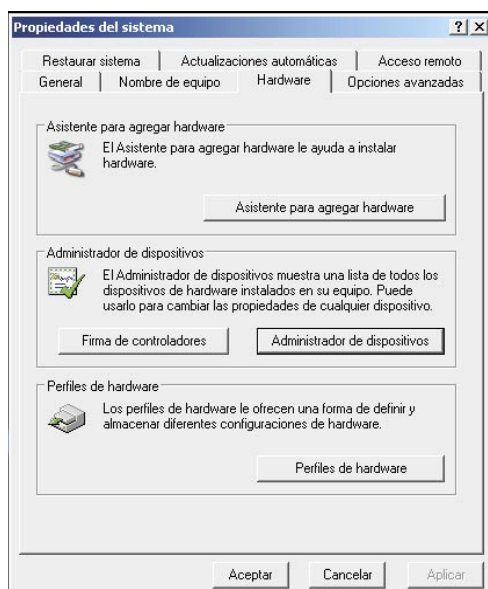 Propiedades del sistema
Restaurar sistema
Actualizaciones automáticas
Acceso remoto
General
Nombre de equipo
Hardware
Opciones avanzadas
Asistente para agregar hardware
El Asistente para agregar hardware le ayuda a instalar
hardware.
Asistente para agregar hardware
Administrador de dispositivos
El Administrador de dispositivos muestra una lista de todos los
dispositivos de hardware instalados en su equipo. Puede
usarlo para cambiar las propiedades de cualquier dispositivo.
Firma de controladores
Administrador de dispositivos
Perfiles de hardware
Los perfiles de hardware le ofrecen una forma de definir y
almacenar diferentes configuraciones de hardware.
Perfiles de hardware
Aceptar
Cancelar
Aplicar